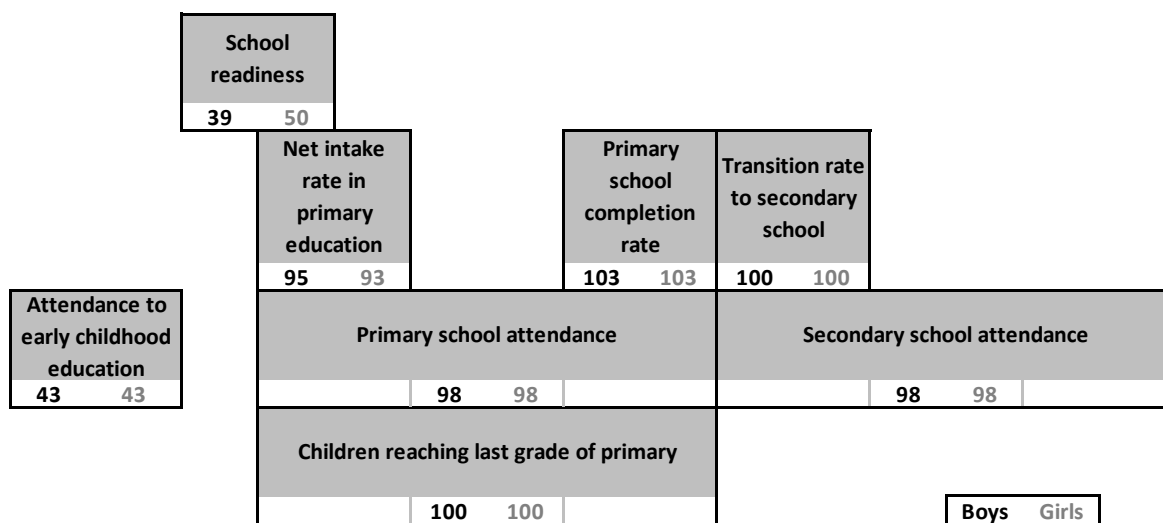 School
readiness
39 50
Net intake
rate in
primary
education
95 93
Primary
school
completion
rate
103 103
Transition rate
to secondary
school
100 100
Attendance to
early childhood
education
43 43
Primary school attendance
98 98
Secondary school attendance
98 98
Children reaching last grade of primary
100 100
Boys Girls